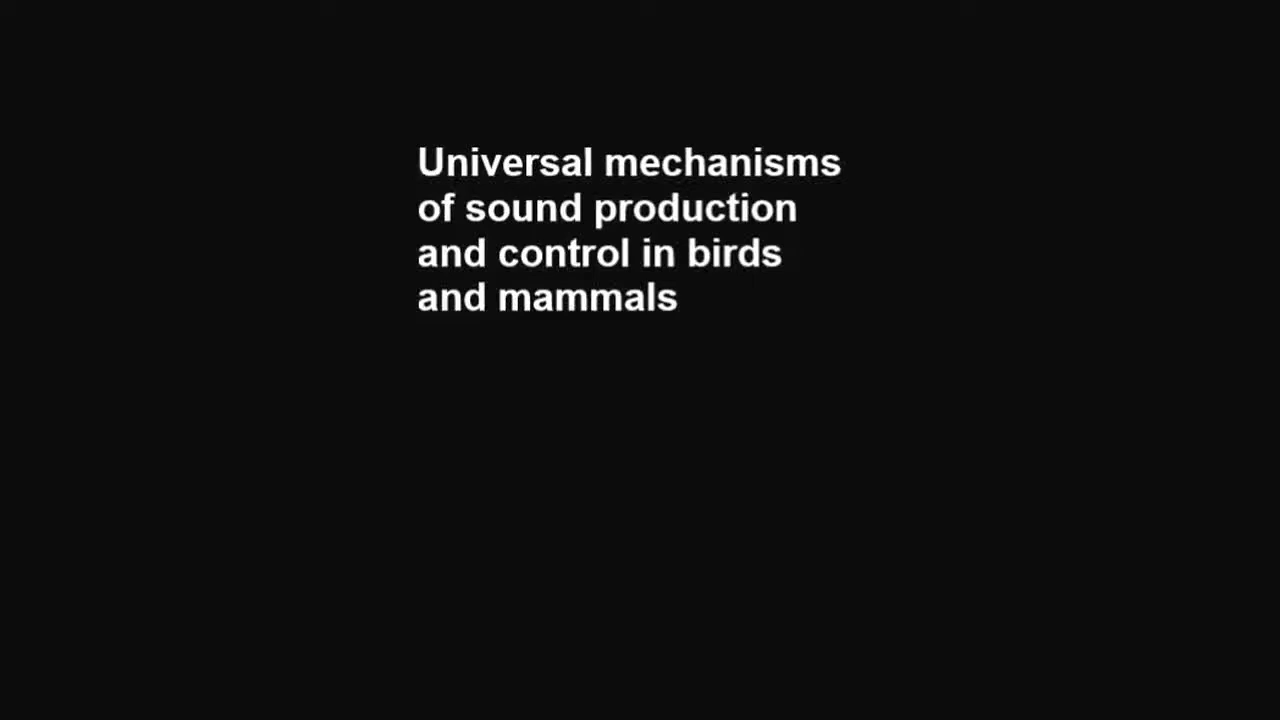 Universal mechanisms
of sound production
and control in birds
and mammals